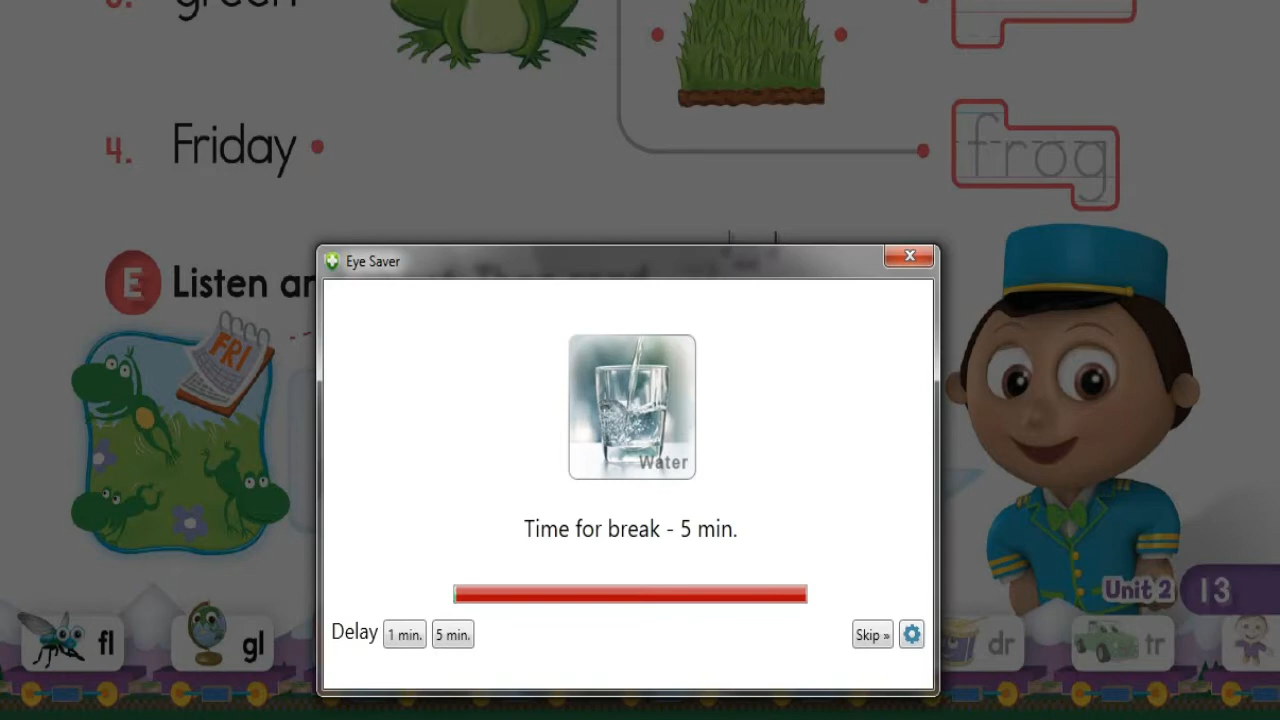 3. green
4. Friday
frog
E Listen an
FRI
Eye Saver
Water
Time for break - 5 min.
Delay 1 min. 5 min. Skip »
Unit 2 13
fl gl dr tr